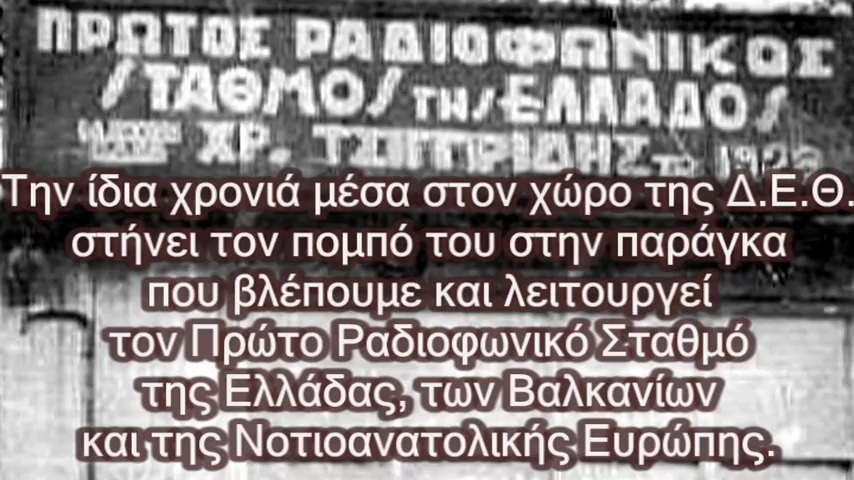 ΠΡΩΤΟΣ ΡΑΔΙΟΦΩΝΙΚΟΣ
ΣΤΑΘΜΟΣ ΤΗΣ ΕΛΛΑΔΟΣ
ΧΡ. ΤΣΙΓΓΙΡΙΔΗΣ
Την ίδια χρονιά μέσα στον χώρο της Δ.Ε.Θ.
στήνει τον πομπό του στην παράγκα
που βλέπουμε και λειτουργεί
τον Πρώτο Ραδιοφωνικό Σταθμό
της Ελλάδας, των Βαλκανίων
και της Νοτιοανατολικής Ευρώπης.